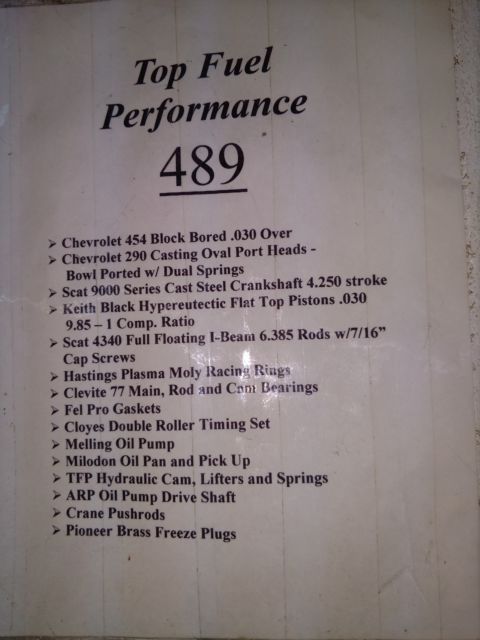 Top Fuel
Performance
489
➢ Chevrolet 454 Block Bored .030 Over
➢ Chevrolet 290 Casting Oval Port Heads -
Bowl Ported w/ Dual Springs
➢ Scat 9000 Series Cast Steel Crankshaft 4.250 stroke
➢ Keith Black Hypereutectic Flat Top Pistons .030
9.85 – 1 Comp. Ratio
➢ Scat 4340 Full Floating I-Beam 6.385 Rods w/7/16”
Cap Screws
➢ Hastings Plasma Moly Racing Rings
➢ Clevite 77 Main, Rod and Cam Bearings
➢ Fel Pro Gaskets
➢ Cloyes Double Roller Timing Set
➢ Melling Oil Pump
➢ Milodon Oil Pan and Pick Up
➢ TFP Hydraulic Cam, Lifters and Springs
➢ ARP Oil Pump Drive Shaft
➢ Crane Pushrods
➢ Pioneer Brass Freeze Plugs